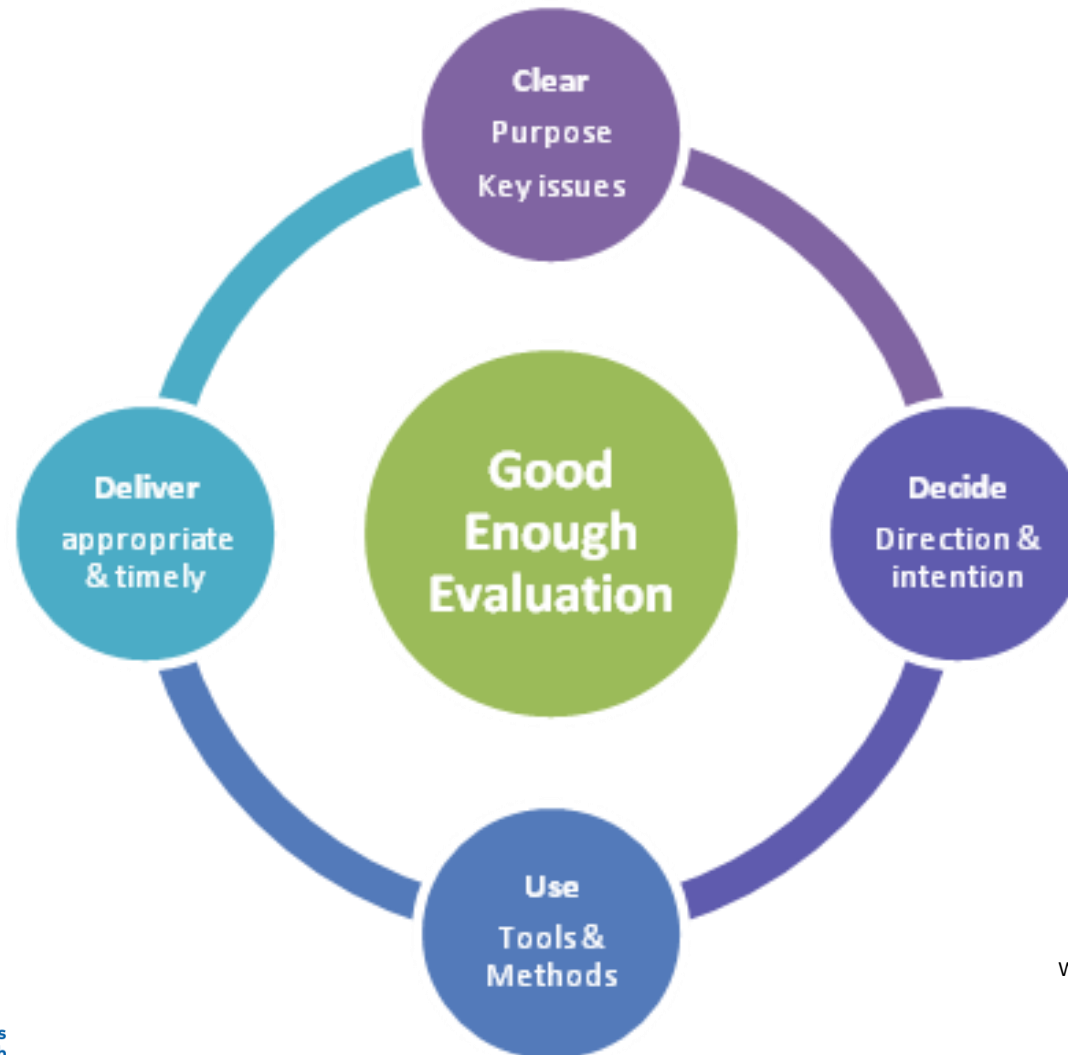 Clear
Purpose
Key issues
Good
Enough
Evaluation
Deliver
appropriate
& timely
Decide
Direction &
intention
Use
Tools &
Methods